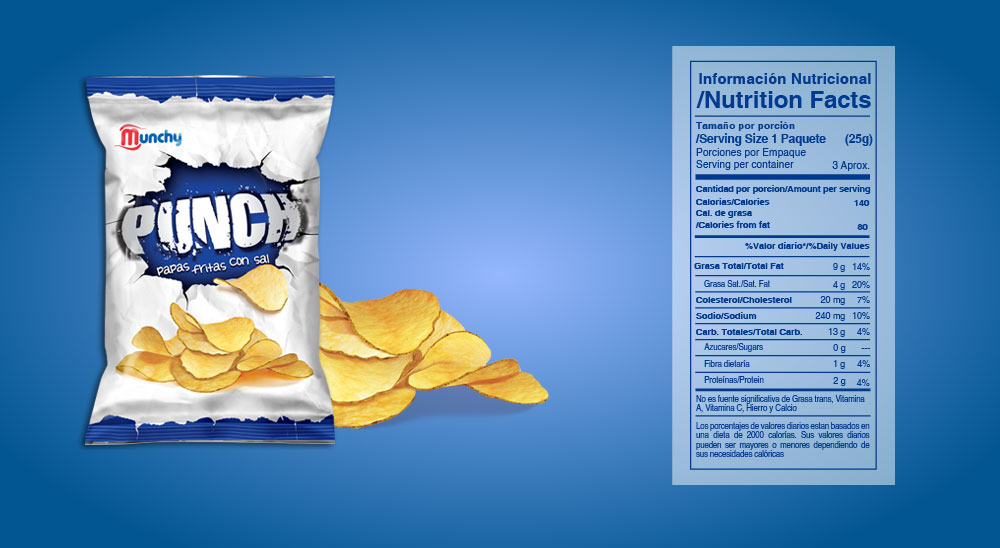 Munchy
PUNCH
Papas fritas con sal
Información Nutricional
/Nutrition Facts
Tamaño por porción
/Serving Size 1 Paquete (25g)
Porciones por Empaque
Serving per container 3 Aprox.
Cantidad por porcion/Amount per serving
Calorías/Calories 140
Cal. de grasa
/Calories from fat 80
%Valor diario*/%Daily Values
Grasa Total/Total Fat 9 g 14%
Grasa Sat./Sat. Fat 4 g 20%
Colesterol/Cholesterol 20 mg 7%
Sodio/Sodium 240 mg 10%
Carb. Totales/Total Carb. 13 g 4%
Azucares/Sugars 0 g ---
Fibra dietaría 1 g 4%
Proteínas/Protein 2 g 4%
No es fuente significativa de Grasa trans, Vitamina
A, Vitamina C, Hierro y Calcio
Los porcentajes de valores diarios estan basados en
una dieta de 2000 calorías. Sus valores diarios
pueden ser mayores o menores dependiendo de
sus necesidades calóricas